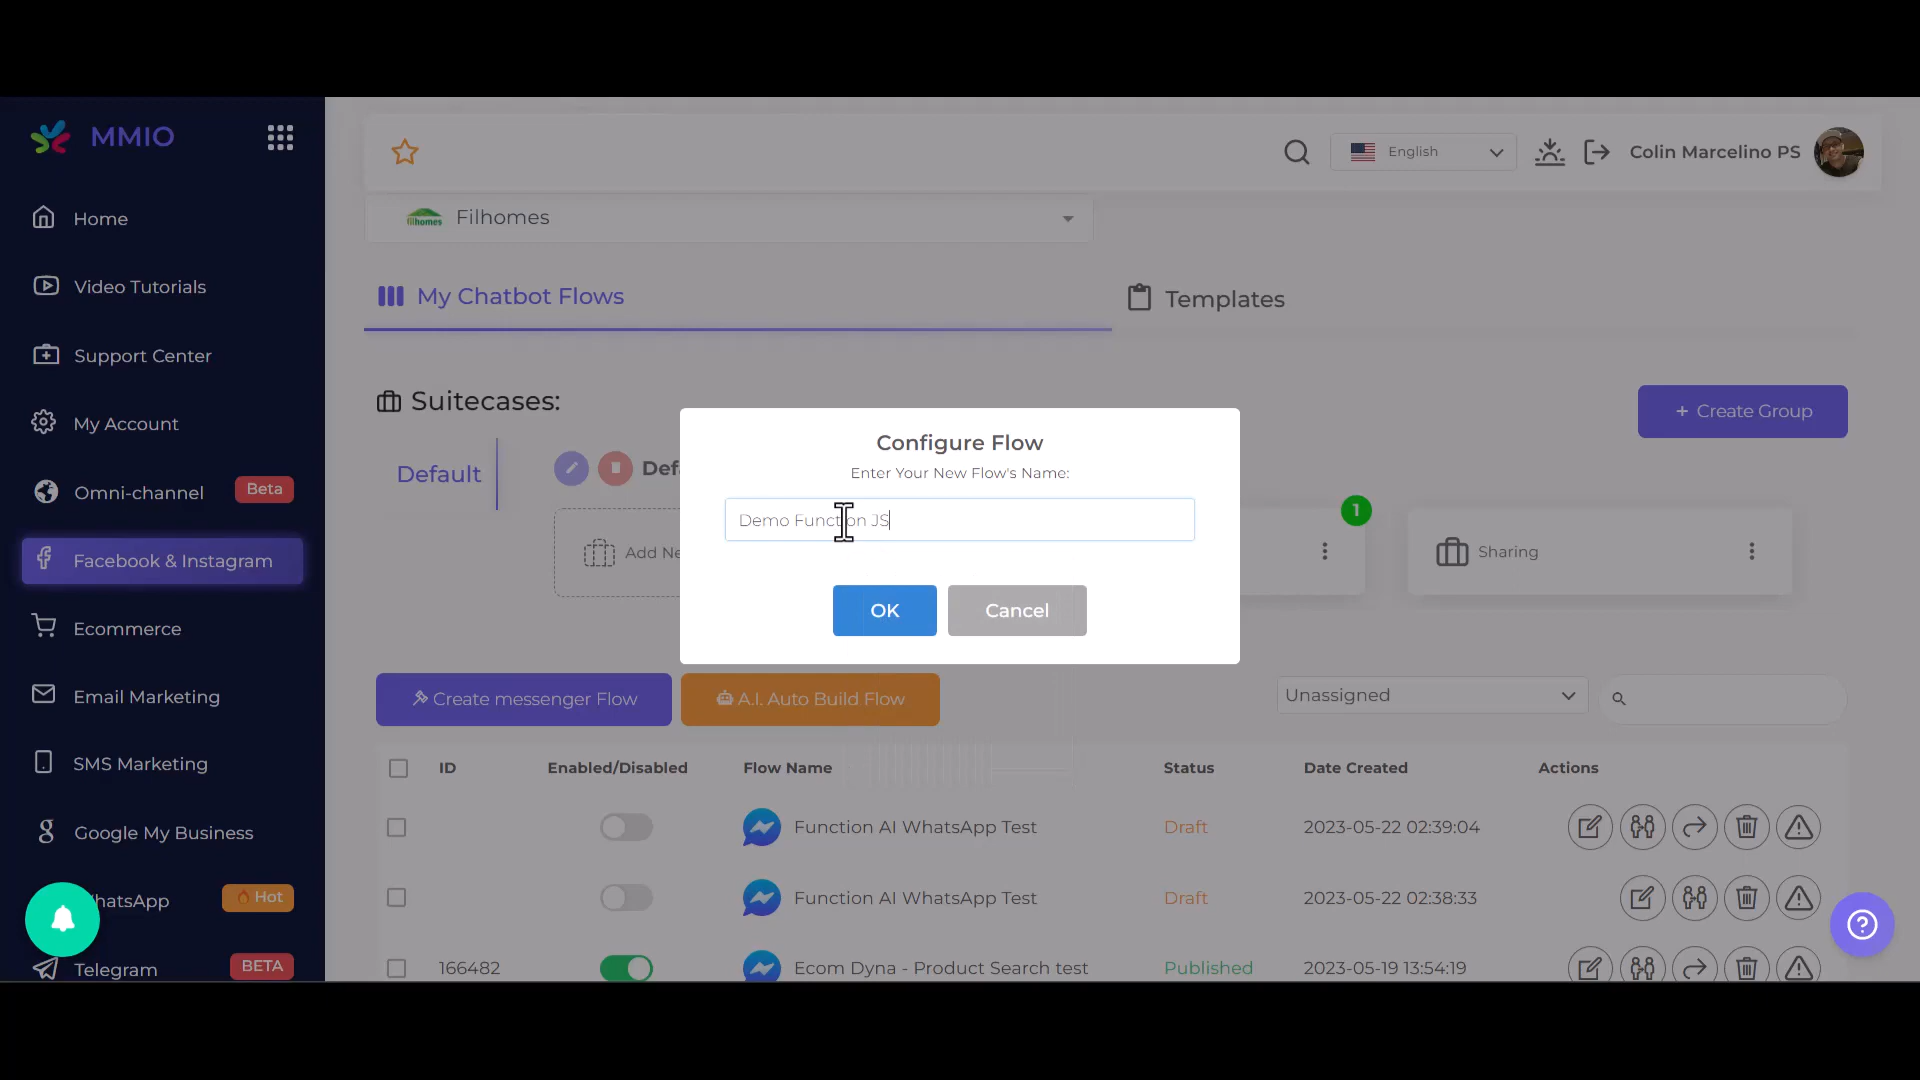 MMIO
English
Colin Marcelino PS
Home
Video Tutorials
Support Center
My Account
Omni-channel Beta
Facebook & Instagram
Ecommerce
Email Marketing
SMS Marketing
Google My Business
hatsApp Hot
Telegram BETA
filhomes Filhomes
My Chatbot Flows
Templates
Suitecases:
+ Create Group
Default
Def
Add Ne
1
Sharing
Configure Flow
Enter Your New Flow's Name:
Demo Function JS
OK Cancel
Create messenger Flow A.I. Auto Build Flow
Unassigned
ID Enabled/Disabled Flow Name Status Date Created Actions
Function AI WhatsApp Test Draft 2023-05-22 02:39:04
Function AI WhatsApp Test Draft 2023-05-22 02:38:33
166482 Ecom Dyna - Product Search test Published 2023-05-19 13:54:19